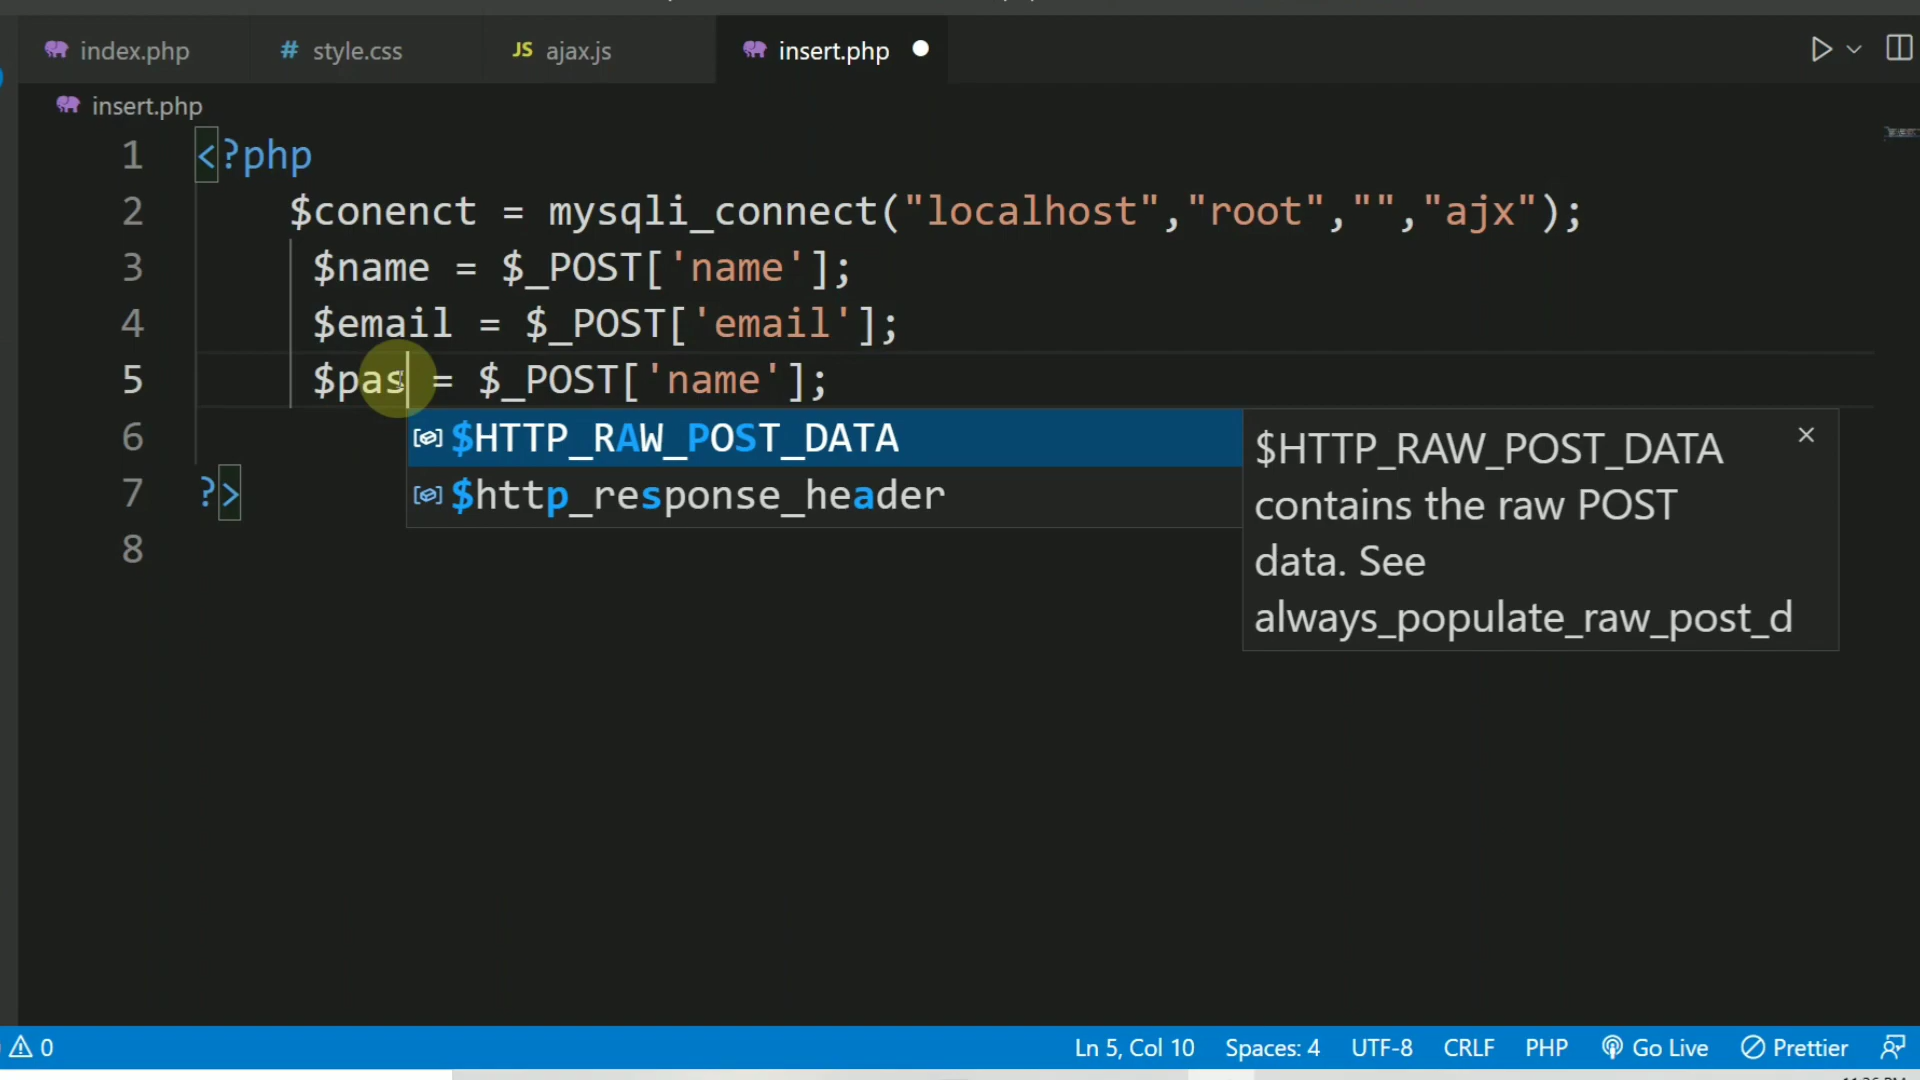 index.php
# style.css
JS ajax.js
insert.php
insert.php
1 <?php
2 $conenct = mysqli_connect("localhost","root","","ajx");
3 $name = $_POST['name'];
4 $email = $_POST['email'];
5 $pas = $_POST['name'];
6
7 ?>
8
$HTTP_RAW_POST_DATA
$http_response_header
$HTTP_RAW_POST_DATA
contains the raw POST
data. See
always_populate_raw_post_d
0
Ln 5, Col 10
Spaces: 4
UTF-8
CRLF
PHP
Go Live
Prettier